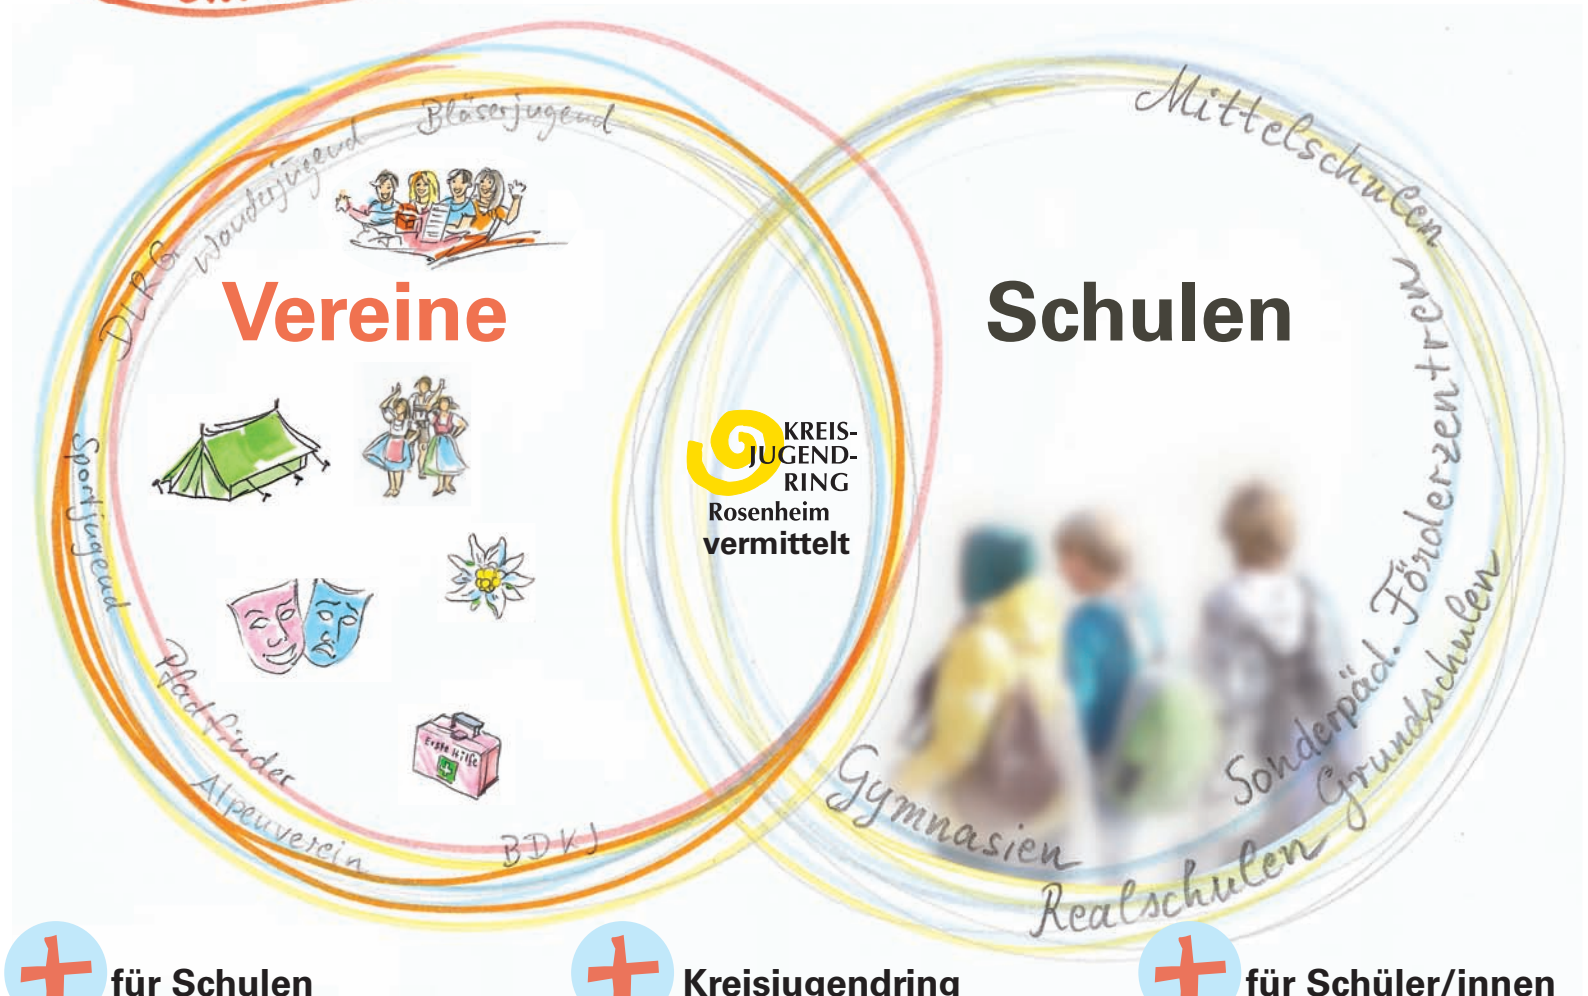 Bläserjugend
Wanderjugend
DLRG
Sportjugend
Pfadfinder
Alpenverein
BDKJ
Vereine
Erste Hilfe
KREIS-
JUGEND-
RING
Rosenheim
vermittelt
Schulen
Mittelschulen
Sonderpäd. Förderzentren
Grundschulen
Realschulen
Gymnasien
für Schulen
Kreisjugendring
für Schüler/innen